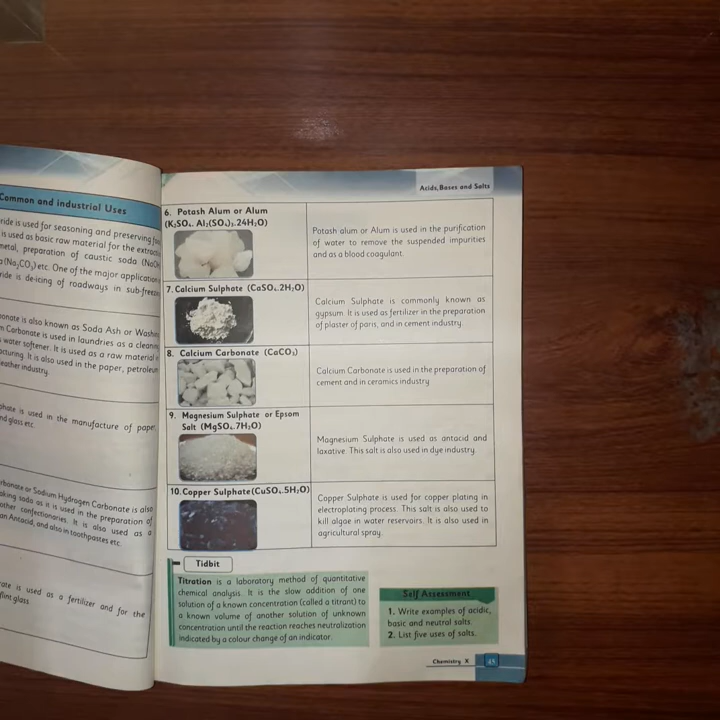 Common and industrial Uses
ride is used for seasoning and preserving
is used as basic raw material for the
metal, preparation of caustic soda (NaOH
(Na₂CO₃) etc. One of the major
ride is de-icing of roadways in
onate is also known as Soda Ash or
Carbonate is used in laundries as a
water softener. It is used as a raw material
cturing. It is also used in the paper,
eather industry.
phate is used in the manufacture of paper
nd glass etc.
rbonate or Sodium Hydrogen Carbonate is also
aking soda as it is used in the preparation of
other confectionaries. It is also used as a
an Antacid, and also in toothpastes etc.
ate is used as a fertilizer and for the
flint glass.
Acids, Bases and Salts
6. Potash Alum or Alum
(K₂SO₄. Al₂(SO₄)₃.24H₂O)
Potash alum or Alum is used in the purification
of water to remove the suspended impurities
and as a blood coagulant.
7. Calcium Sulphate (CaSO₄.2H₂O)
Calcium Sulphate is commonly known as
gypsum. It is used as fertilizer in the preparation
of plaster of paris, and in cement industry.
8. Calcium Carbonate (CaCO₃)
Calcium Carbonate is used in the preparation of
cement and in ceramics industry
9. Magnesium Sulphate or Epsom
Salt (MgSO₄.7H₂O)
Magnesium Sulphate is used as antacid and
laxative. This salt is also used in dye industry.
10. Copper Sulphate(CuSO₄.5H₂O)
Copper Sulphate is used for copper plating in
electroplating process. This salt is also used to
kill algae in water reservoirs. It is also used in
agricultural spray.
Tidbit
Titration is a laboratory method of quantitative
chemical analysis. It is the slow addition of one
solution of a known concentration (called a titrant) to
a known volume of another solution of unknown
concentration until the reaction reaches neutralization
indicated by a colour change of an indicator.
Self Assessment
1. Write examples of acidic,
basic and neutral salts.
2. List five uses of salts.
Chemistry X
45